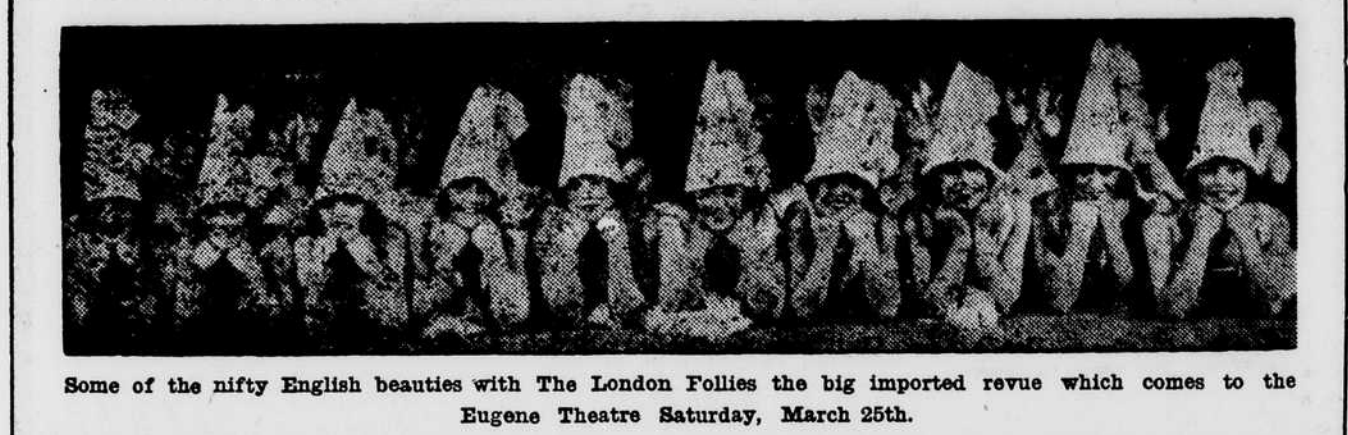 Some of the nifty English beauties with The London Follies the big imported revue which comes to the
Eugene Theatre Saturday, March 25th.